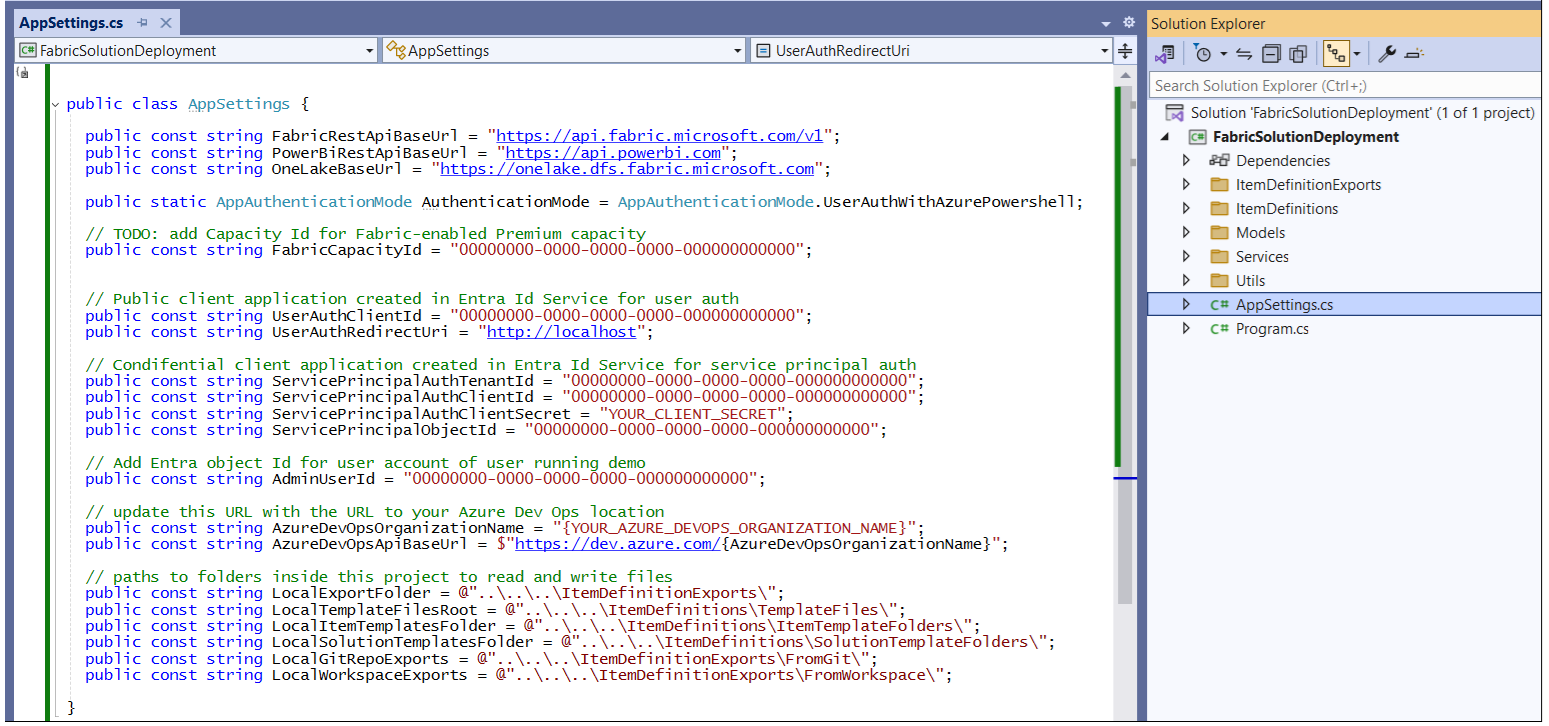 AppSettings.cs
FabricSolutionDeployment
AppSettings
UserAuthRedirectUri
public class AppSettings {
public const string FabricRestApiBaseUrl = "https://api.fabric.microsoft.com/v1";
public const string PowerBiRestApiBaseUrl = "https://api.powerbi.com";
public const string OneLakeBaseUrl = "https://onelake.dfs.fabric.microsoft.com";
public static AppAuthenticationMode AuthenticationMode = AppAuthenticationMode.UserAuthWithAzurePowershell;
// TODO: add Capacity Id for Fabric-enabled Premium capacity
public const string FabricCapacityId = "00000000-0000-0000-0000-000000000000";
// Public client application created in Entra Id Service for user auth
public const string UserAuthClientId = "00000000-0000-0000-0000-000000000000";
public const string UserAuthRedirectUri = "http://localhost";
// Condifential client application created in Entra Id Service for service principal auth
public const string ServicePrincipalAuthTenantId = "00000000-0000-0000-0000-000000000000";
public const string ServicePrincipalAuthClientId = "00000000-0000-0000-0000-000000000000";
public const string ServicePrincipalAuthClientSecret = "YOUR_CLIENT_SECRET";
public const string ServicePrincipalObjectId = "00000000-0000-0000-0000-000000000000";
// Add Entra object Id for user account of user running demo
public const string AdminUserId = "00000000-0000-0000-0000-000000000000";
// update this URL with the URL to your Azure Dev Ops location
public const string AzureDevOpsOrganizationName = "{YOUR_AZURE_DEVOPS_ORGANIZATION_NAME}";
public const string AzureDevOpsApiBaseUrl = $"https://dev.azure.com/{AzureDevOpsOrganizationName}";
// paths to folders inside this project to read and write files
public const string LocalExportFolder = @"..\..\..\ItemDefinitionExports\";
public const string LocalTemplateFilesRoot = @"..\..\..\ItemDefinitions\TemplateFiles\";
public const string LocalItemTemplatesFolder = @"..\..\..\ItemDefinitions\ItemTemplateFolders\";
public const string LocalSolutionTemplatesFolder = @"..\..\..\ItemDefinitions\SolutionTemplateFolders\";
public const string LocalGitRepoExports = @"..\..\..\ItemDefinitionExports\FromGit\";
public const string LocalWorkspaceExports = @"..\..\..\ItemDefinitionExports\FromWorkspace\";
}
Solution Explorer
Search Solution Explorer (Ctrl+;)
Solution 'FabricSolutionDeployment' (1 of 1 project)
C# FabricSolutionDeployment
Dependencies
ItemDefinitionExports
ItemDefinitions
Models
Services
Utils
C# AppSettings.cs
C# Program.cs